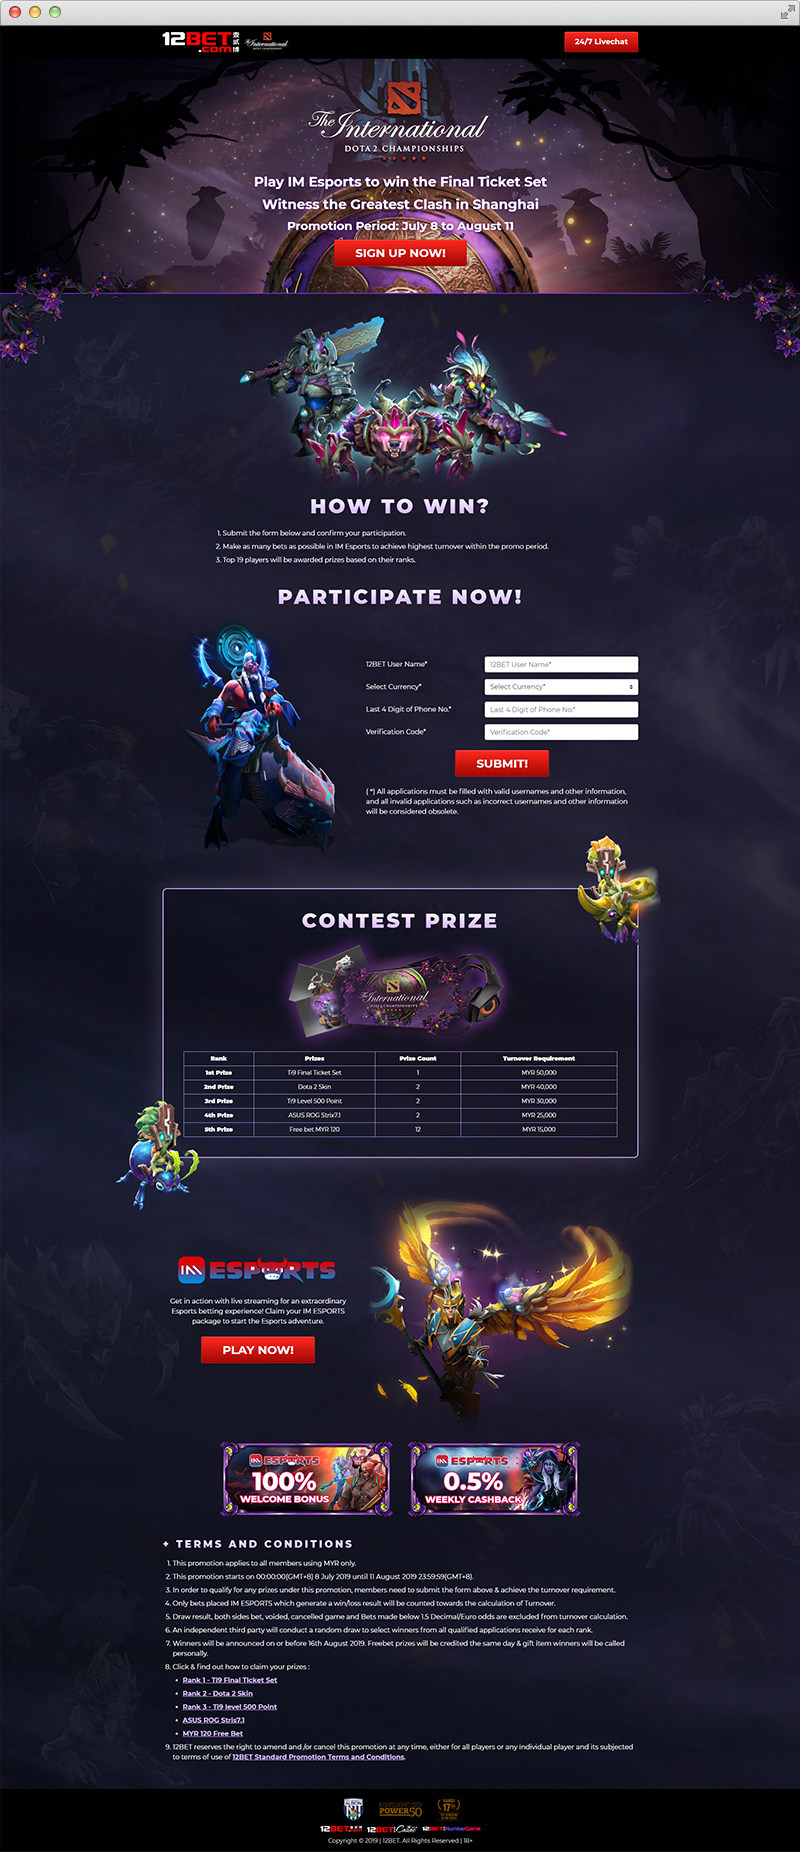 12BET
.com 壹贰博
The International
24/7 Livechat
The International
DOTA 2 CHAMPIONSHIPS
Play IM Esports to win the Final Ticket Set
Witness the Greatest Clash in Shanghai
Promotion Period: July 8 to August 11
SIGN UP NOW!
HOW TO WIN?
1. Submit the form below and confirm your participation.
2. Make as many bets as possible in IM Esports to achieve highest turnover within the promo period.
3. Top 19 players will be awarded prizes based on their ranks.
PARTICIPATE NOW!
12BET User Name* 12BET User Name*
Select Currency* Select Currency*
Last 4 Digit of Phone No.* Last 4 Digit of Phone No.*
Verification Code* Verification Code*
SUBMIT!
( *) All applications must be filled with valid usernames and other information,
and all invalid applications such as incorrect usernames and other information
will be considered obsolete.
CONTEST PRIZE
The International
DOTA 2 CHAMPIONSHIPS
Rank Prizes Prize Count Turnover Requirement
1st Prize Ti9 Final Ticket Set 1 MYR 50,000
2nd Prize Dota 2 Skin 2 MYR 40,000
3rd Prize Ti9 Level 500 Point 2 MYR 30,000
4th Prize ASUS ROG Strix7.1 2 MYR 25,000
5th Prize Free bet MYR 120 12 MYR 15,000
IM ESPORTS
Get in action with live streaming for an extraordinary
Esports betting experience! Claim your IM ESPORTS
package to start the Esports adventure.
PLAY NOW!
IM ESPORTS
100%
WELCOME BONUS
IM ESPORTS
0.5%
WEEKLY CASHBACK
+ TERMS AND CONDITIONS
1. This promotion applies to all members using MYR only.
2. This promotion starts on 00:00:00(GMT+8) 8 July 2019 until 11 August 2019 23:59:59(GMT+8).
3. In order to qualify for any prizes under this promotion, members need to submit the form above & achieve the turnover requirement.
4. Only bets placed IM ESPORTS which generate a win/loss result will be counted towards the calculation of Turnover.
5. Draw result, both sides bet, voided, cancelled game and Bets made below 1.5 Decimal/Euro odds are excluded from turnover calculation.
6. An independent third party will conduct a random draw to select winners from all qualified applications receive for each rank.
7. Winners will be announced on or before 16th August 2019. Freebet prizes will be credited the same day & gift item winners will be called
personally.
8. Click & find out how to claim your prizes :
• Rank 1 - Ti9 Final Ticket Set
• Rank 2 - Dota 2 Skin
• Rank 3 - Ti9 level 500 Point
• ASUS ROG Stris7.1
• MYR 120 Free Bet
9. 12BET reserves the right to amend and /or cancel this promotion at any time, either for all players or any individual player and its subjected
to terms of use of 12BET Standard Promotion Terms and Conditions.
ALBION
POWER50
17TH
12BET.com 12BET!Casino 12BET!NumberGame
Copyright © 2019 | 12BET. All Rights Reserved | 18+